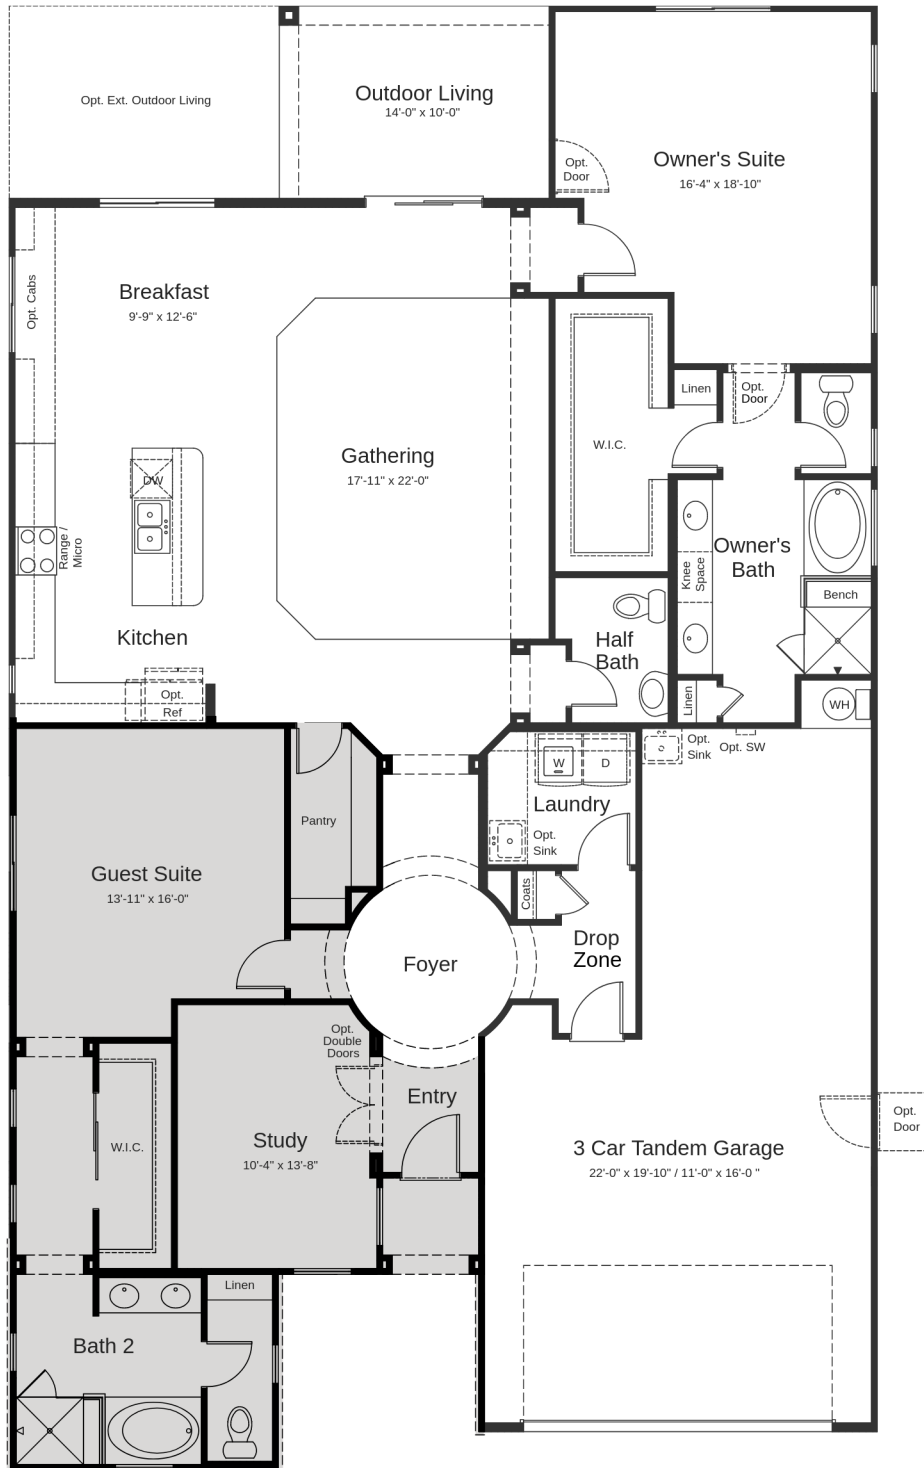 Opt. Ext. Outdoor Living
Outdoor Living
14'-0" x 10'-0"
Opt.
Door
Owner's Suite
16'-4" x 18'-10"
Opt. Cabs
Breakfast
9'-9" x 12'-6"
Linen
Opt.
Door
W.I.C.
Gathering
17'-11" x 22'-0"
DW
Range /
Micro
Owner's
Bath
Knee
Space
Bench
Kitchen
Half
Bath
Opt.
Ref
Linen
WH
Opt.
Sink
Opt. SW
W
D
Laundry
Opt.
Sink
Pantry
Guest Suite
13'-11" x 16'-0"
Coats
Drop
Zone
Foyer
Opt.
Double
Doors
Entry
Opt.
Door
W.I.C.
Study
10'-4" x 13'-8"
3 Car Tandem Garage
22'-0" x 19'-10" / 11'-0" x 16'-0 "
Linen
Bath 2